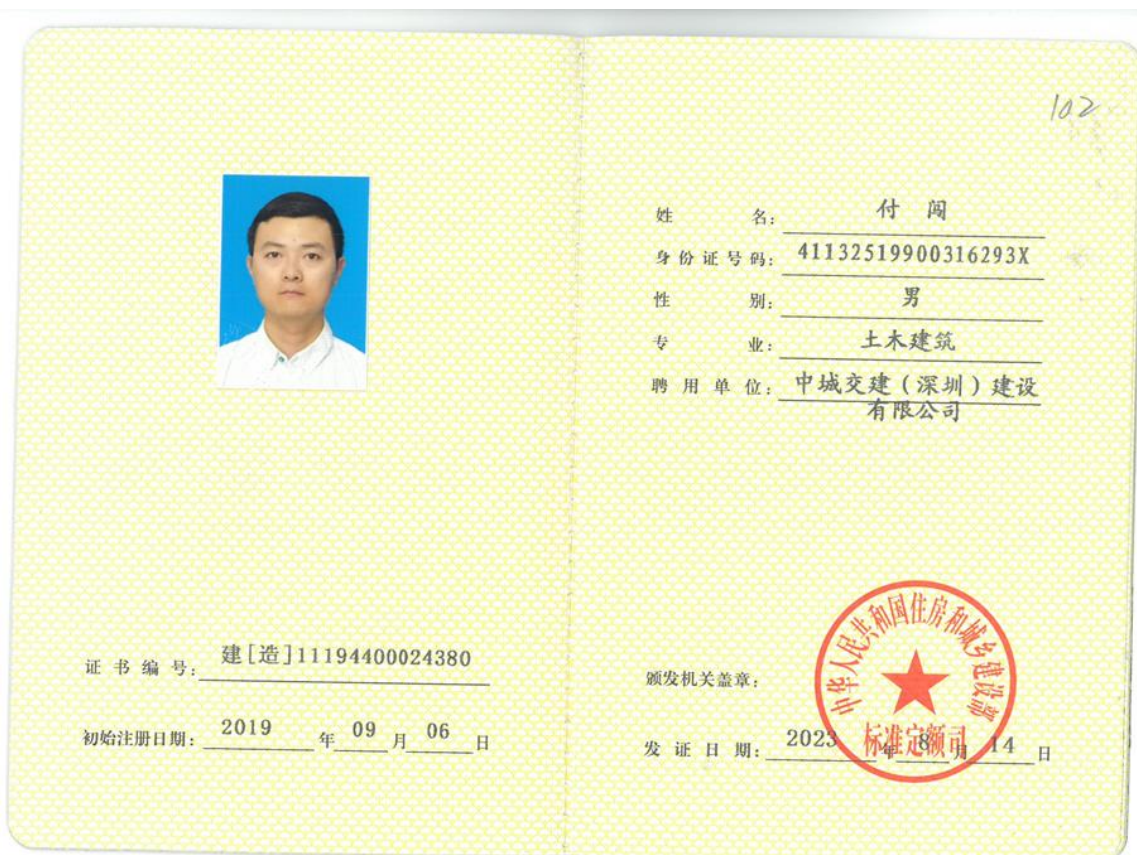 102
姓 名: 付 闯
身份证号码: 41132519900316293X
性 别: 男
专 业: 土木建筑
聘用单位: 中城交建(深圳)建设
有限公司
证书编号: 建[造]11194400024380
初始注册日期: 2019 年 09 月 06 日
颁发机关盖章:
中华人民共和国住房和城乡建设部
标准定额司
发证日期: 2023 年 8 月 14 日